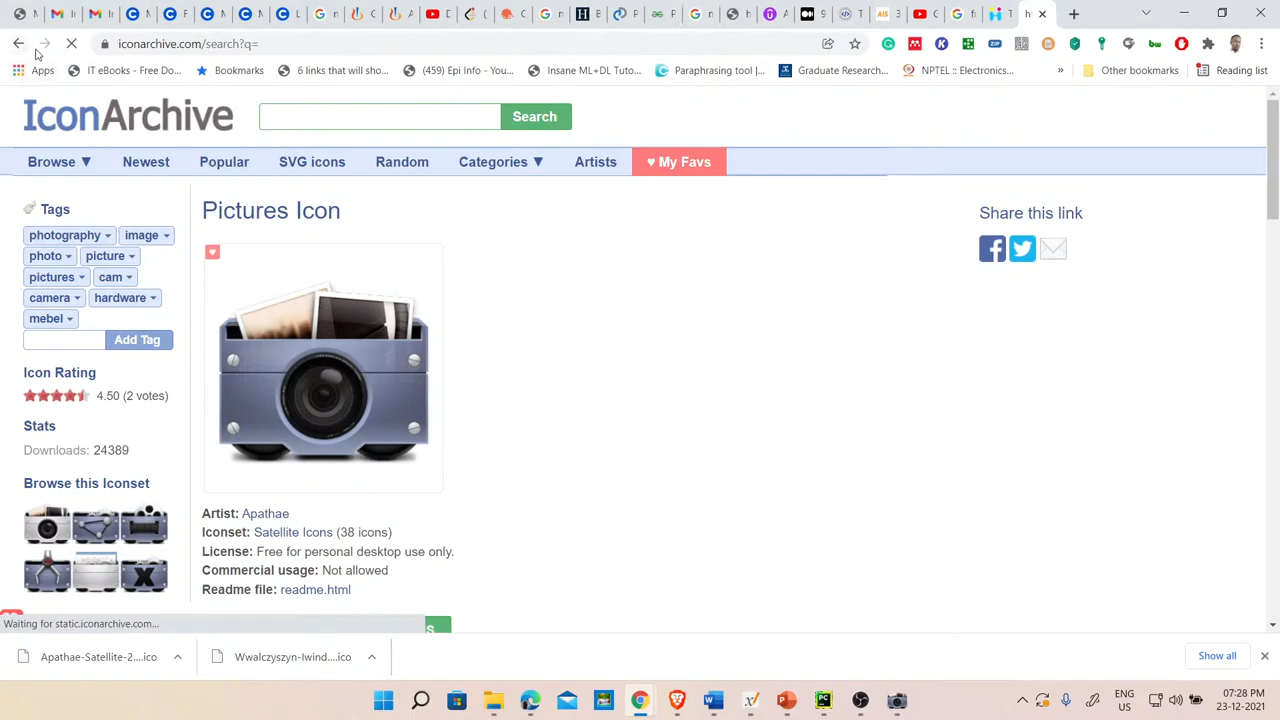 iconarchive.com/search?q=
Apps
IT eBooks - Free Do...
Bookmarks
6 links that will sho...
(459) Epi Info - You...
Insane ML+DL Tuto...
Paraphrasing tool |...
Graduate Research...
NPTEL :: Electronics...
»
Other bookmarks
Reading list
IconArchive
Search
Browse ▼
Newest
Popular
SVG icons
Random
Categories ▼
Artists
♥ My Favs
Tags
photography
image
photo
picture
pictures
cam
camera
hardware
mebel
Add Tag
Icon Rating
4.50 (2 votes)
Stats
Downloads: 24389
Browse this Iconset
Pictures Icon
Share this link
Artist: Apathae
Iconset: Satellite Icons (38 icons)
License: Free for personal desktop use only.
Commercial usage: Not allowed
Readme file: readme.html
Waiting for static.iconarchive.com...
Apathae-Satellite-2....ico
Wwalczyszyn-Iwind....ico
Show all
ENG
US
07:28 PM
23-12-2021